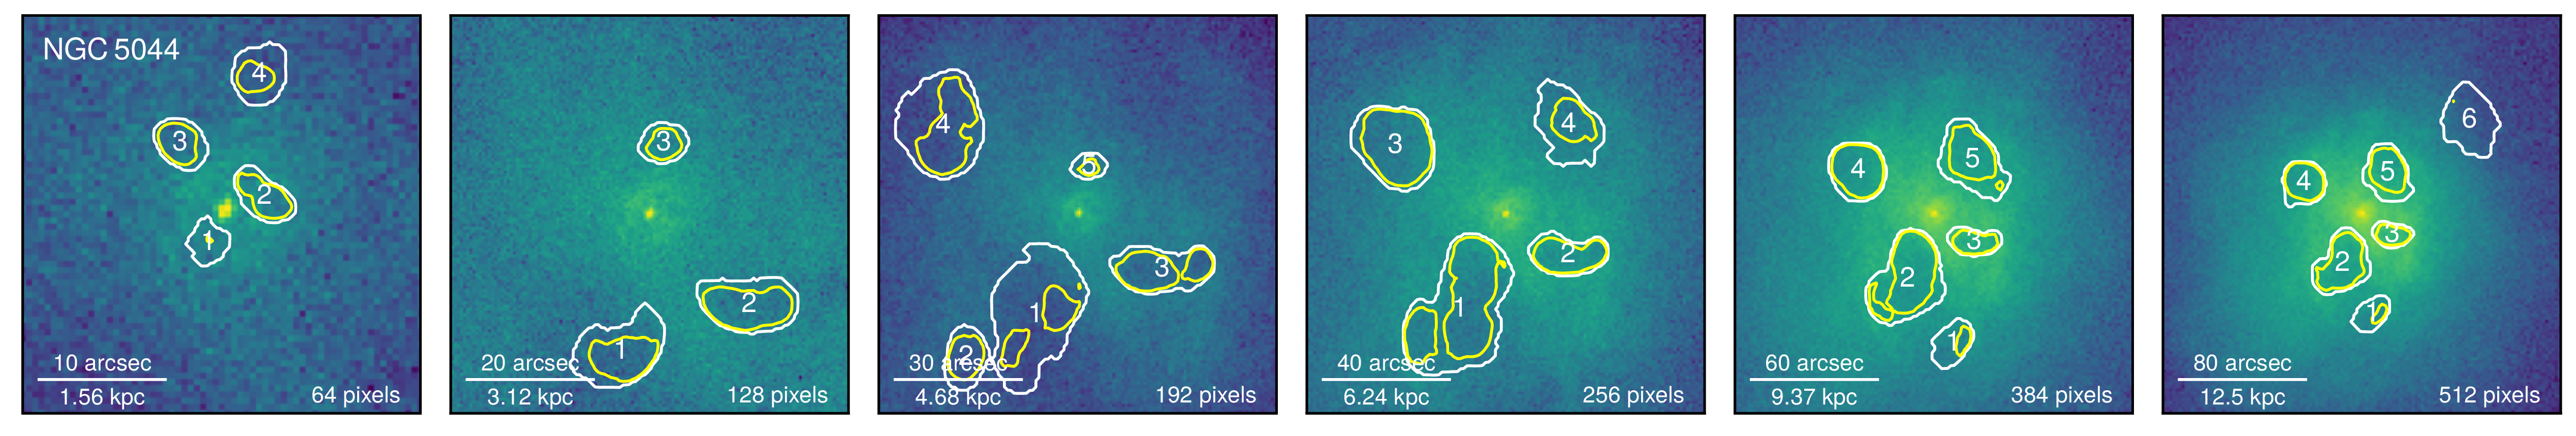 NGC 5044
4
3
2
1
10 arcsec
1.56 kpc
64 pixels
3
2
1
20 arcsec
3.12 kpc
128 pixels
4
5
3
1
2
30 arcsec
4.68 kpc
192 pixels
4
3
2
1
40 arcsec
6.24 kpc
256 pixels
5
4
3
2
1
60 arcsec
9.37 kpc
384 pixels
6
5
4
3
2
1
80 arcsec
12.5 kpc
512 pixels